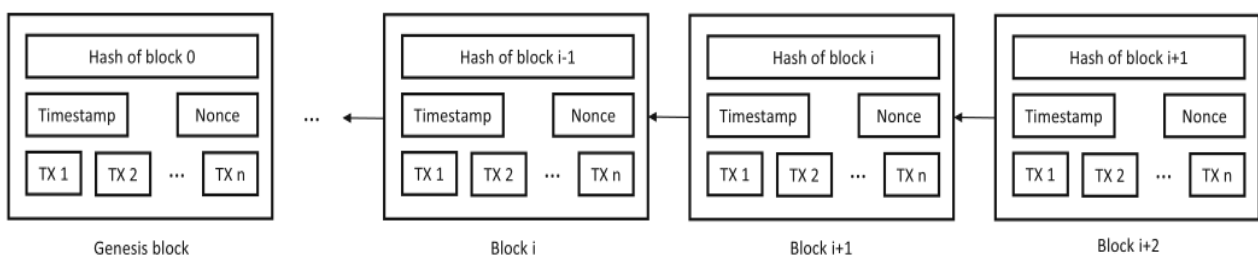 Hash of block 0 Hash of block i-1 Hash of block i Hash of block i+1
Timestamp Nonce ... Timestamp Nonce Timestamp Nonce Timestamp Nonce
TX 1 TX 2 ... TX n TX 1 TX 2 ... TX n TX 1 TX 2 ... TX n TX 1 TX 2 ... TX n
Genesis block Block i Block i+1 Block i+2